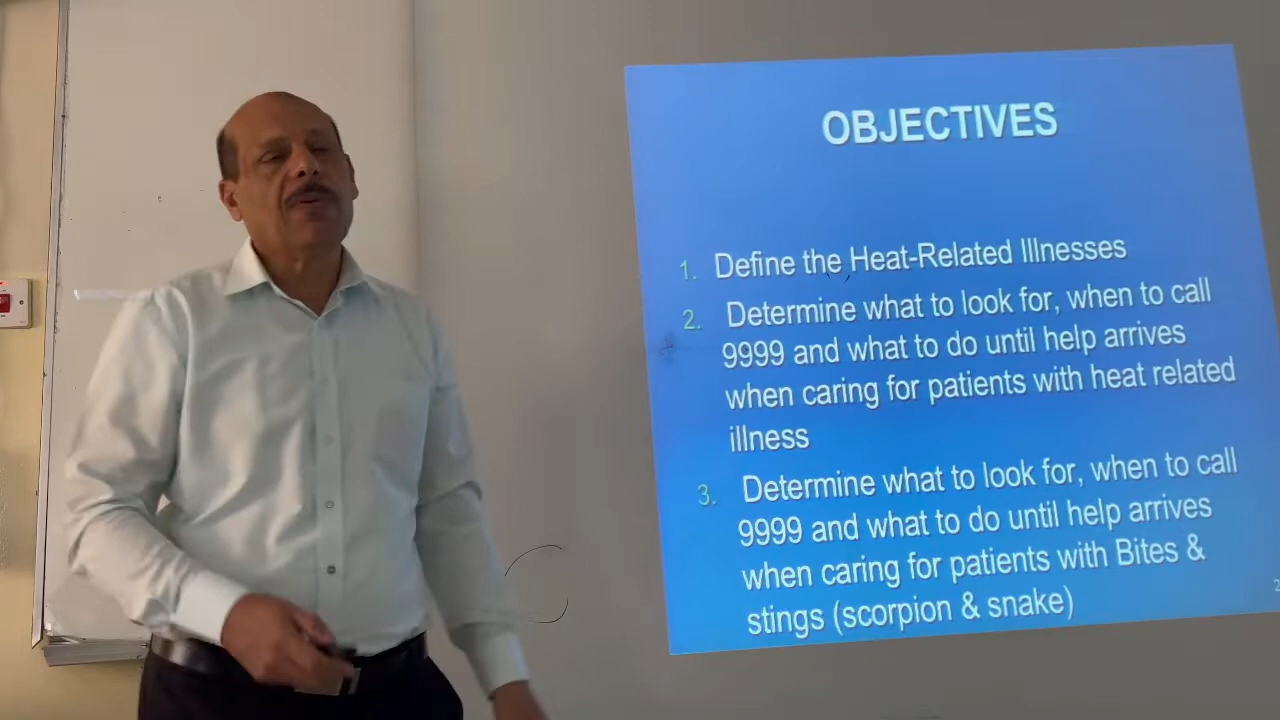 OBJECTIVES
1. Define the Heat-Related Illnesses
2. Determine what to look for, when to call
9999 and what to do until help arrives
when caring for patients with heat related
illness
3. Determine what to look for, when to call
9999 and what to do until help arrives
when caring for patients with Bites &
stings (scorpion & snake)
2